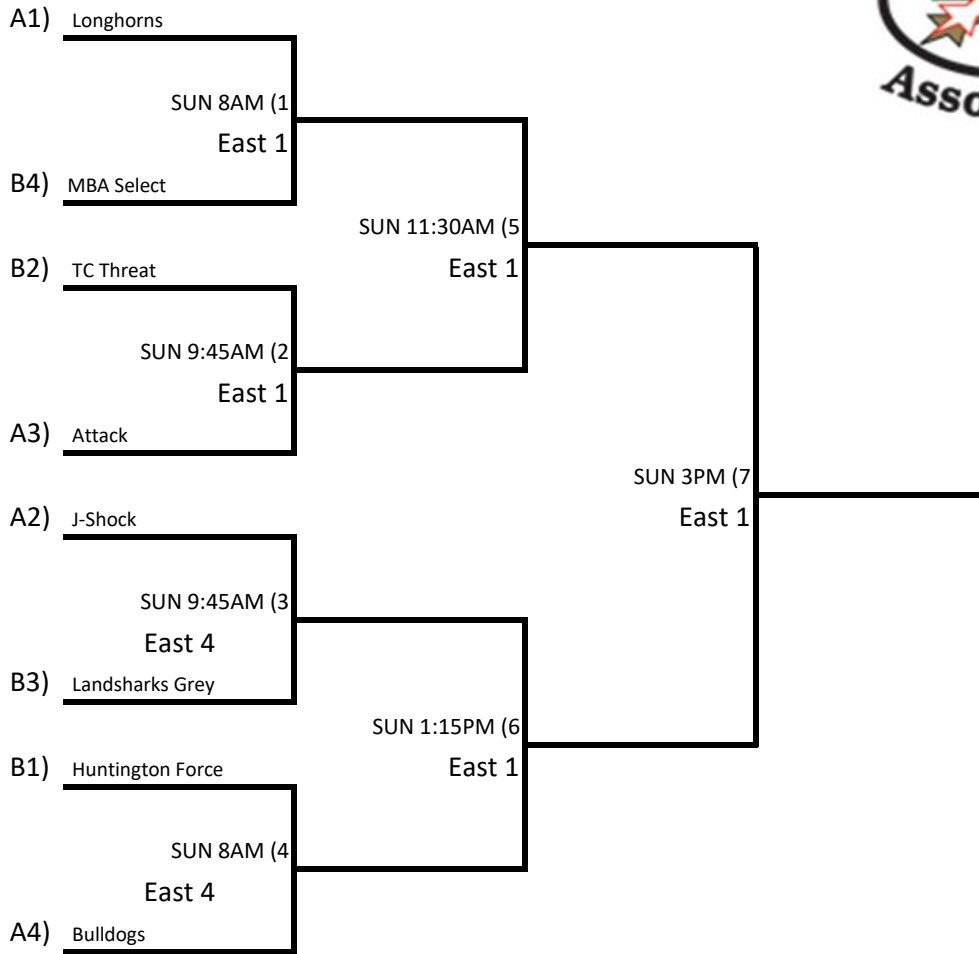 A1) Longhorns
SUN 8AM (1
East 1
B4) MBA Select
SUN 11:30AM (5
East 1
B2) TC Threat
SUN 9:45AM (2
East 1
A3) Attack
SUN 3PM (7
East 1
A2) J-Shock
SUN 9:45AM (3
East 4
B3) Landsharks Grey
SUN 1:15PM (6
East 1
B1) Huntington Force
SUN 8AM (4
East 4
A4) Bulldogs